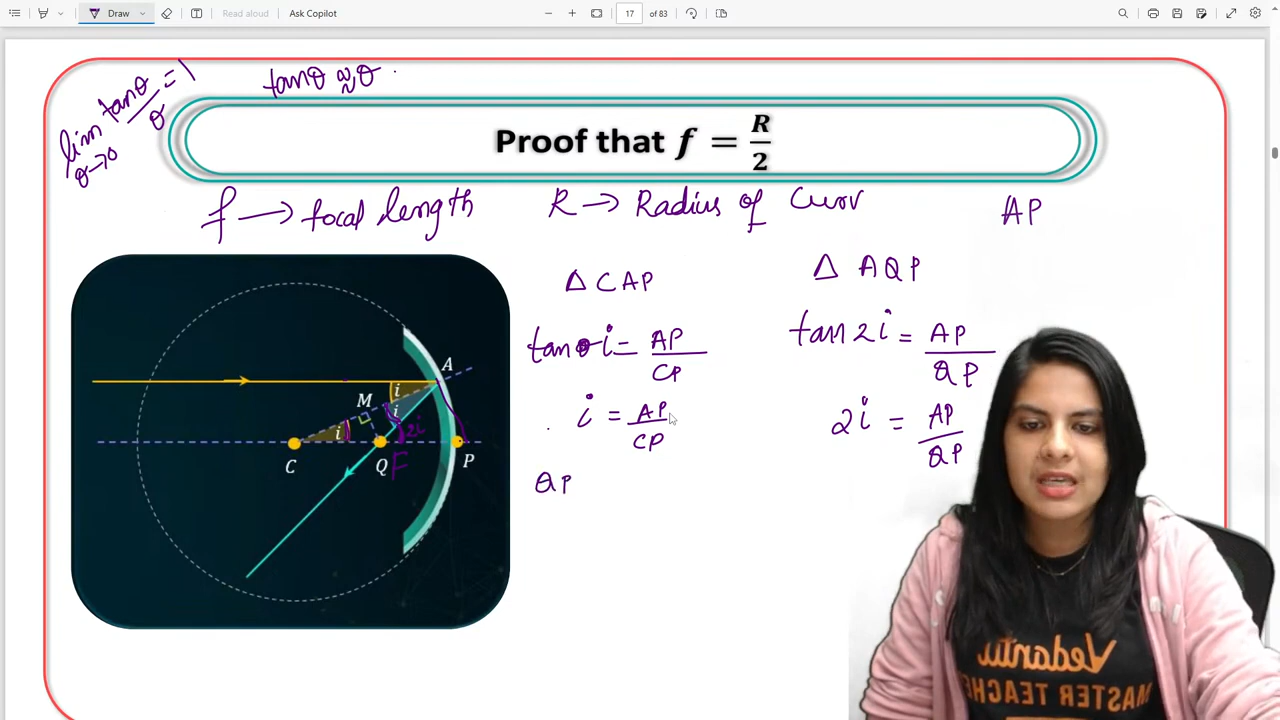 Draw
Read aloud
Ask Copilot
17 of 83
lim θ→0 tanθ/θ = 1
tanθ ≈ θ
Proof that f = R/2
f → focal length
R → Radius of Curv
AP
Δ CAP
Δ AQP
tan i = AP/CP
tan 2i = AP/QP
i = AP/CP
2i = AP/QP
QP
A
i
M
i
i
2i
C
Q
F
P
Vedantu
MASTER TEACHER